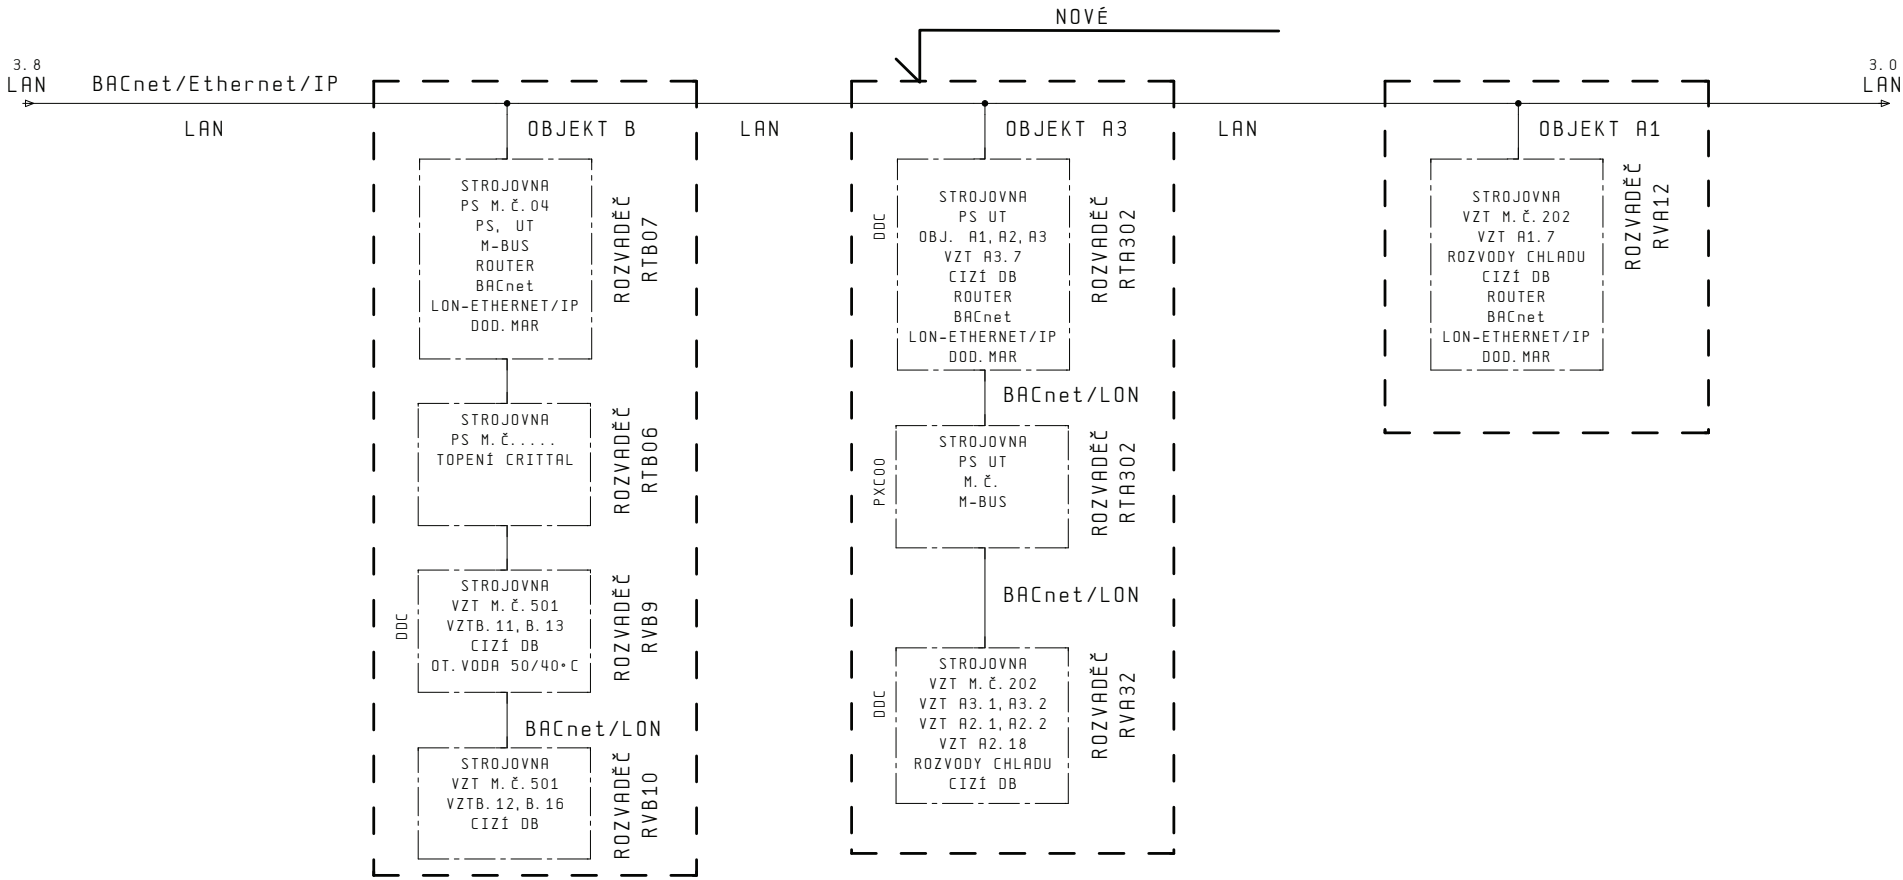 NOVÉ
3.8
LAN
BACnet/Ethernet/IP
LAN
OBJEKT B
LAN
OBJEKT A3
LAN
OBJEKT A1
3.0
LAN
STROJOVNA
PS M.č.04
PS, UT
M-BUS
ROUTER
BACnet
LON-ETHERNET/IP
DOD.MAR
ROZVADĚČ
RTB07
STROJOVNA
PS M.č.....
TOPENÍ CRITTAL
ROZVADĚČ
RTB06
DDC
STROJOVNA
VZT M.č.501
VZTB.11,B.13
CIZÍ DB
OT.VODA 50/40°C
ROZVADĚČ
RVB9
BACnet/LON
STROJOVNA
VZT M.č.501
VZTB.12,B.16
CIZÍ DB
ROZVADĚČ
RVB10
DDC
STROJOVNA
PS UT
OBJ. A1,A2,A3
VZT A3.7
CIZÍ DB
ROUTER
BACnet
LON-ETHERNET/IP
DOD.MAR
ROZVADĚČ
RTA302
BACnet/LON
PXC00
STROJOVNA
PS UT
M.č.
M-BUS
ROZVADĚČ
RTA302
BACnet/LON
DDC
STROJOVNA
VZT M.č.202
VZT A3.1,A3.2
VZT A2.1,A2.2
VZT A2.18
ROZVODY CHLADU
CIZÍ DB
ROZVADĚČ
RVA32
STROJOVNA
VZT M.č.202
VZT A1.7
ROZVODY CHLADU
CIZÍ DB
ROUTER
BACnet
LON-ETHERNET/IP
DOD.MAR
ROZVADĚČ
RVA12